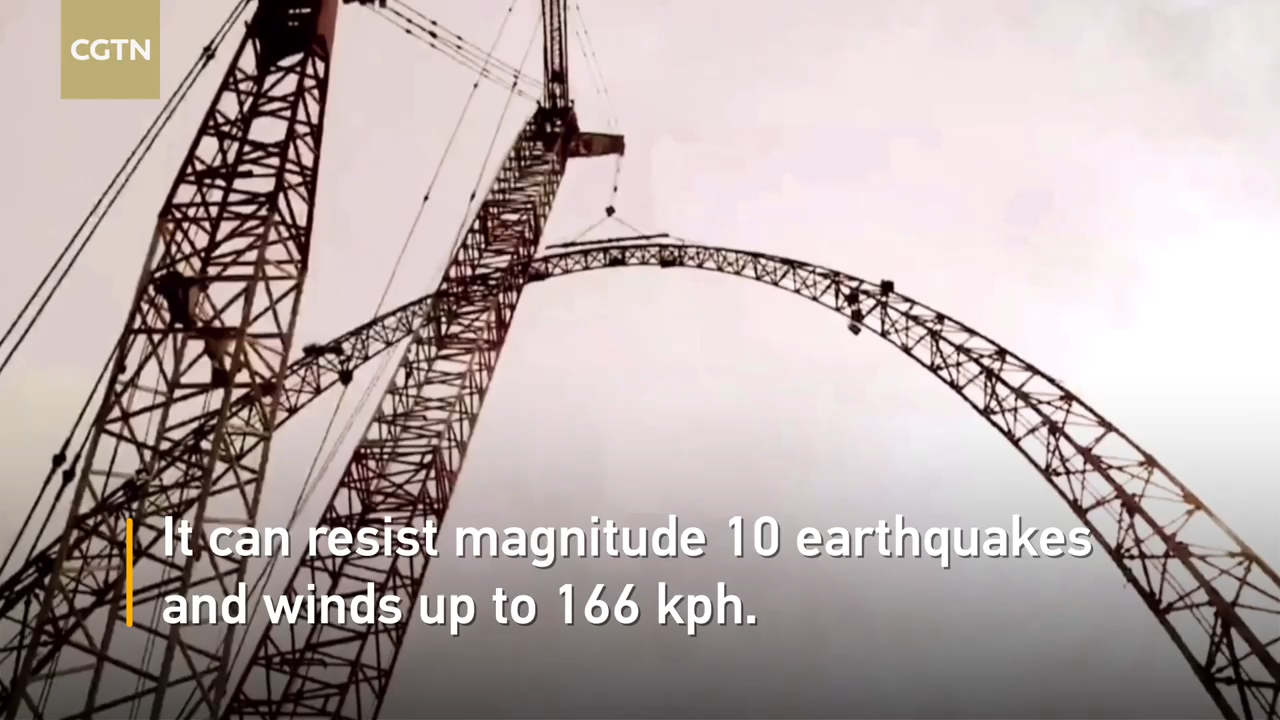 CGTN
It can resist magnitude 10 earthquakes
and winds up to 166 kph.